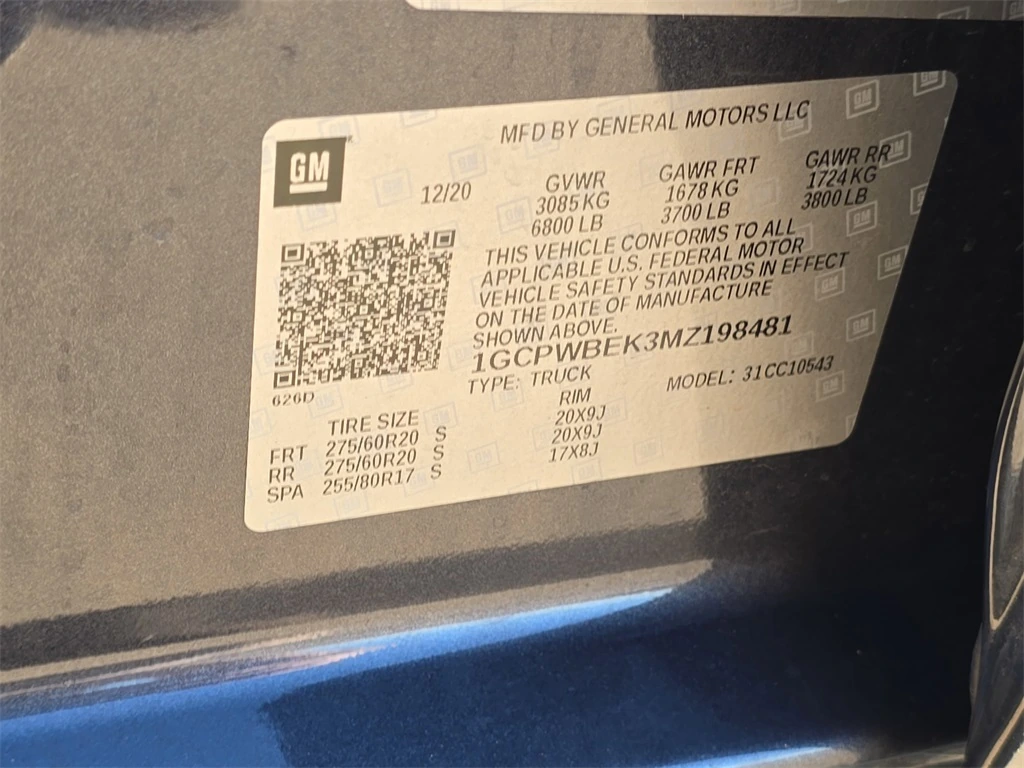 MFD BY GENERAL MOTORS LLC
GM
12/20
GVWR
3085 KG
6800 LB
GAWR FRT
1678 KG
3700 LB
GAWR RR
1724 KG
3800 LB
THIS VEHICLE CONFORMS TO ALL
APPLICABLE U.S. FEDERAL MOTOR
VEHICLE SAFETY STANDARDS IN EFFECT
ON THE DATE OF MANUFACTURE
SHOWN ABOVE.
1GCPWBEK3MZ198481
TYPE: TRUCK MODEL: 31CC10543
626D
TIRE SIZE RIM
FRT 275/60R20 S 20X9J
RR 275/60R20 S 20X9J
SPA 255/80R17 S 17X8J